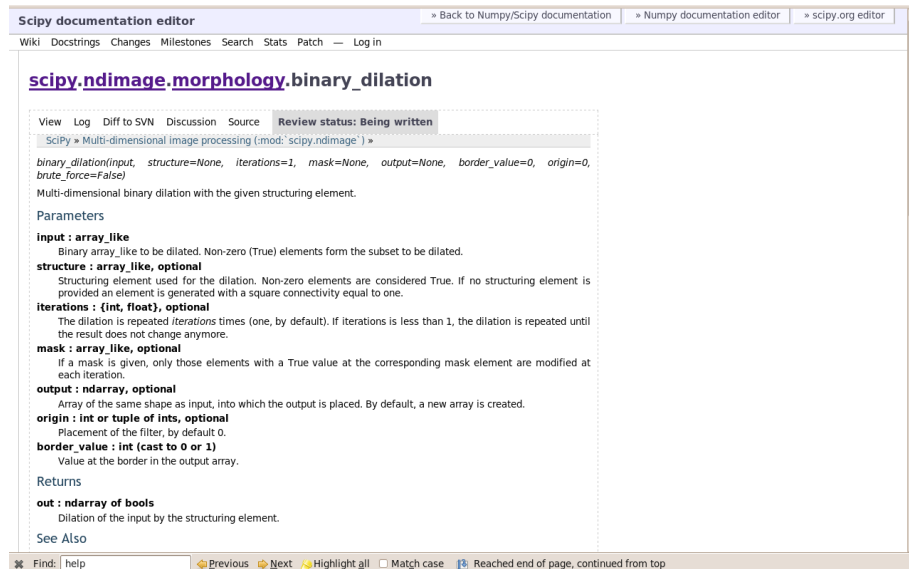 Scipy documentation editor
» Back to Numpy/Scipy documentation
» Numpy documentation editor
» scipy.org editor
Wiki Docstrings Changes Milestones Search Stats Patch — Log in
scipy.ndimage.morphology.binary_dilation
View Log Diff to SVN Discussion Source Review status: Being written
SciPy » Multi-dimensional image processing (:mod:`scipy.ndimage`) »
binary_dilation(input, structure=None, iterations=1, mask=None, output=None, border_value=0, origin=0,
brute_force=False)
Multi-dimensional binary dilation with the given structuring element.
Parameters
input : array_like
Binary array_like to be dilated. Non-zero (True) elements form the subset to be dilated.
structure : array_like, optional
Structuring element used for the dilation. Non-zero elements are considered True. If no structuring element is
provided an element is generated with a square connectivity equal to one.
iterations : {int, float}, optional
The dilation is repeated iterations times (one, by default). If iterations is less than 1, the dilation is repeated until
the result does not change anymore.
mask : array_like, optional
If a mask is given, only those elements with a True value at the corresponding mask element are modified at
each iteration.
output : ndarray, optional
Array of the same shape as input, into which the output is placed. By default, a new array is created.
origin : int or tuple of ints, optional
Placement of the filter, by default 0.
border_value : int (cast to 0 or 1)
Value at the border in the output array.
Returns
out : ndarray of bools
Dilation of the input by the structuring element.
See Also
Find: help Previous Next Highlight all Match case Reached end of page, continued from top